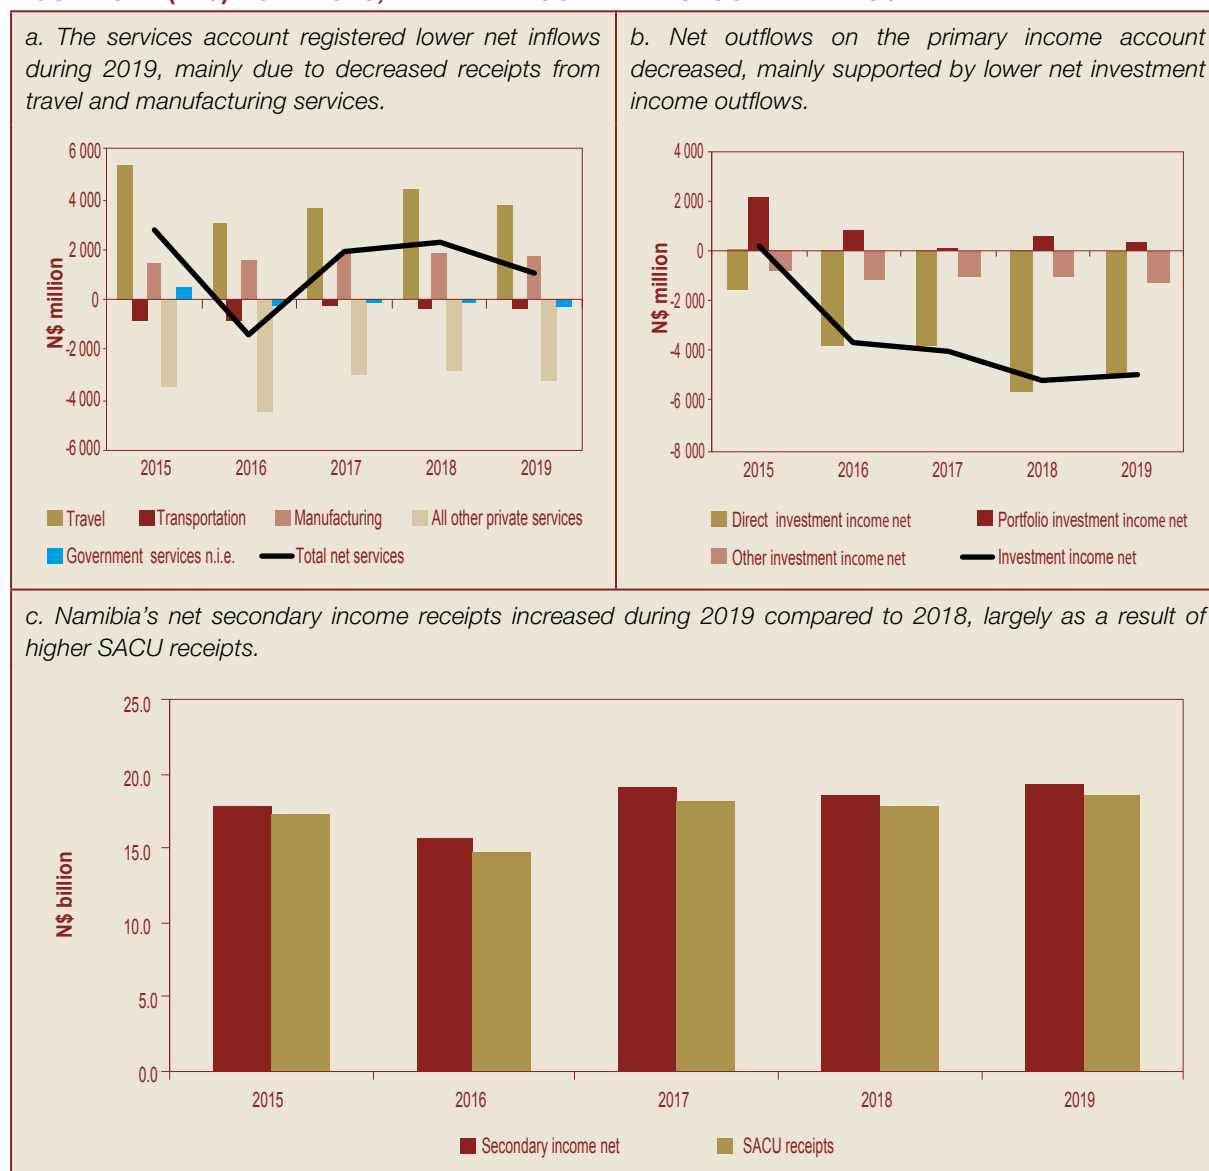 a. The services account registered lower net inflows
during 2019, mainly due to decreased receipts from
travel and manufacturing services.
6 000
4 000
2 000
0
-2 000
-4 000
-6 000
N$ million
2015 2016 2017 2018 2019
Travel Transportation Manufacturing All other private services
Government services n.i.e. Total net services
b. Net outflows on the primary income account
decreased, mainly supported by lower net investment
income outflows.
4 000
2 000
0
-2 000
-4 000
-6 000
-8 000
N$ million
2015 2016 2017 2018 2019
Direct investment income net Portfolio investment income net
Other investment income net Investment income net
c. Namibia's net secondary income receipts increased during 2019 compared to 2018, largely as a result of
higher SACU receipts.
25.0
20.0
15.0
10.0
5.0
0.0
N$ billion
2015 2016 2017 2018 2019
Secondary income net SACU receipts